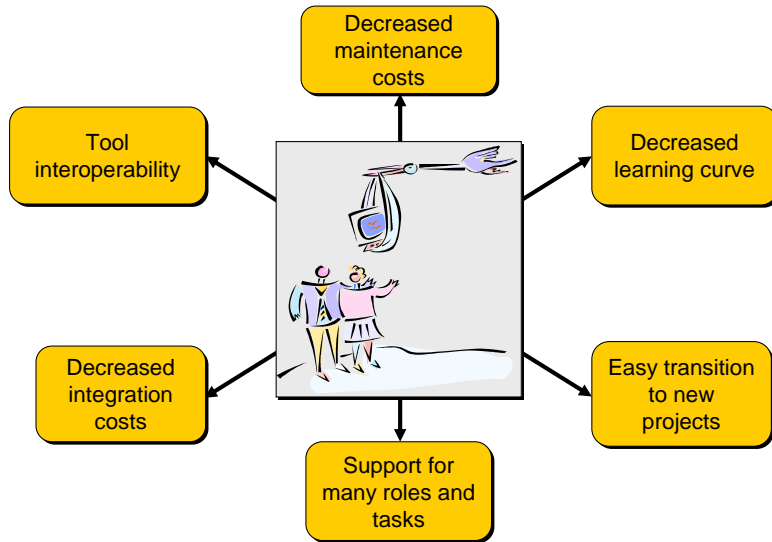 Decreased
maintenance
costs
Tool
interoperability
Decreased
learning curve
Decreased
integration
costs
Easy transition
to new
projects
Support for
many roles and
tasks